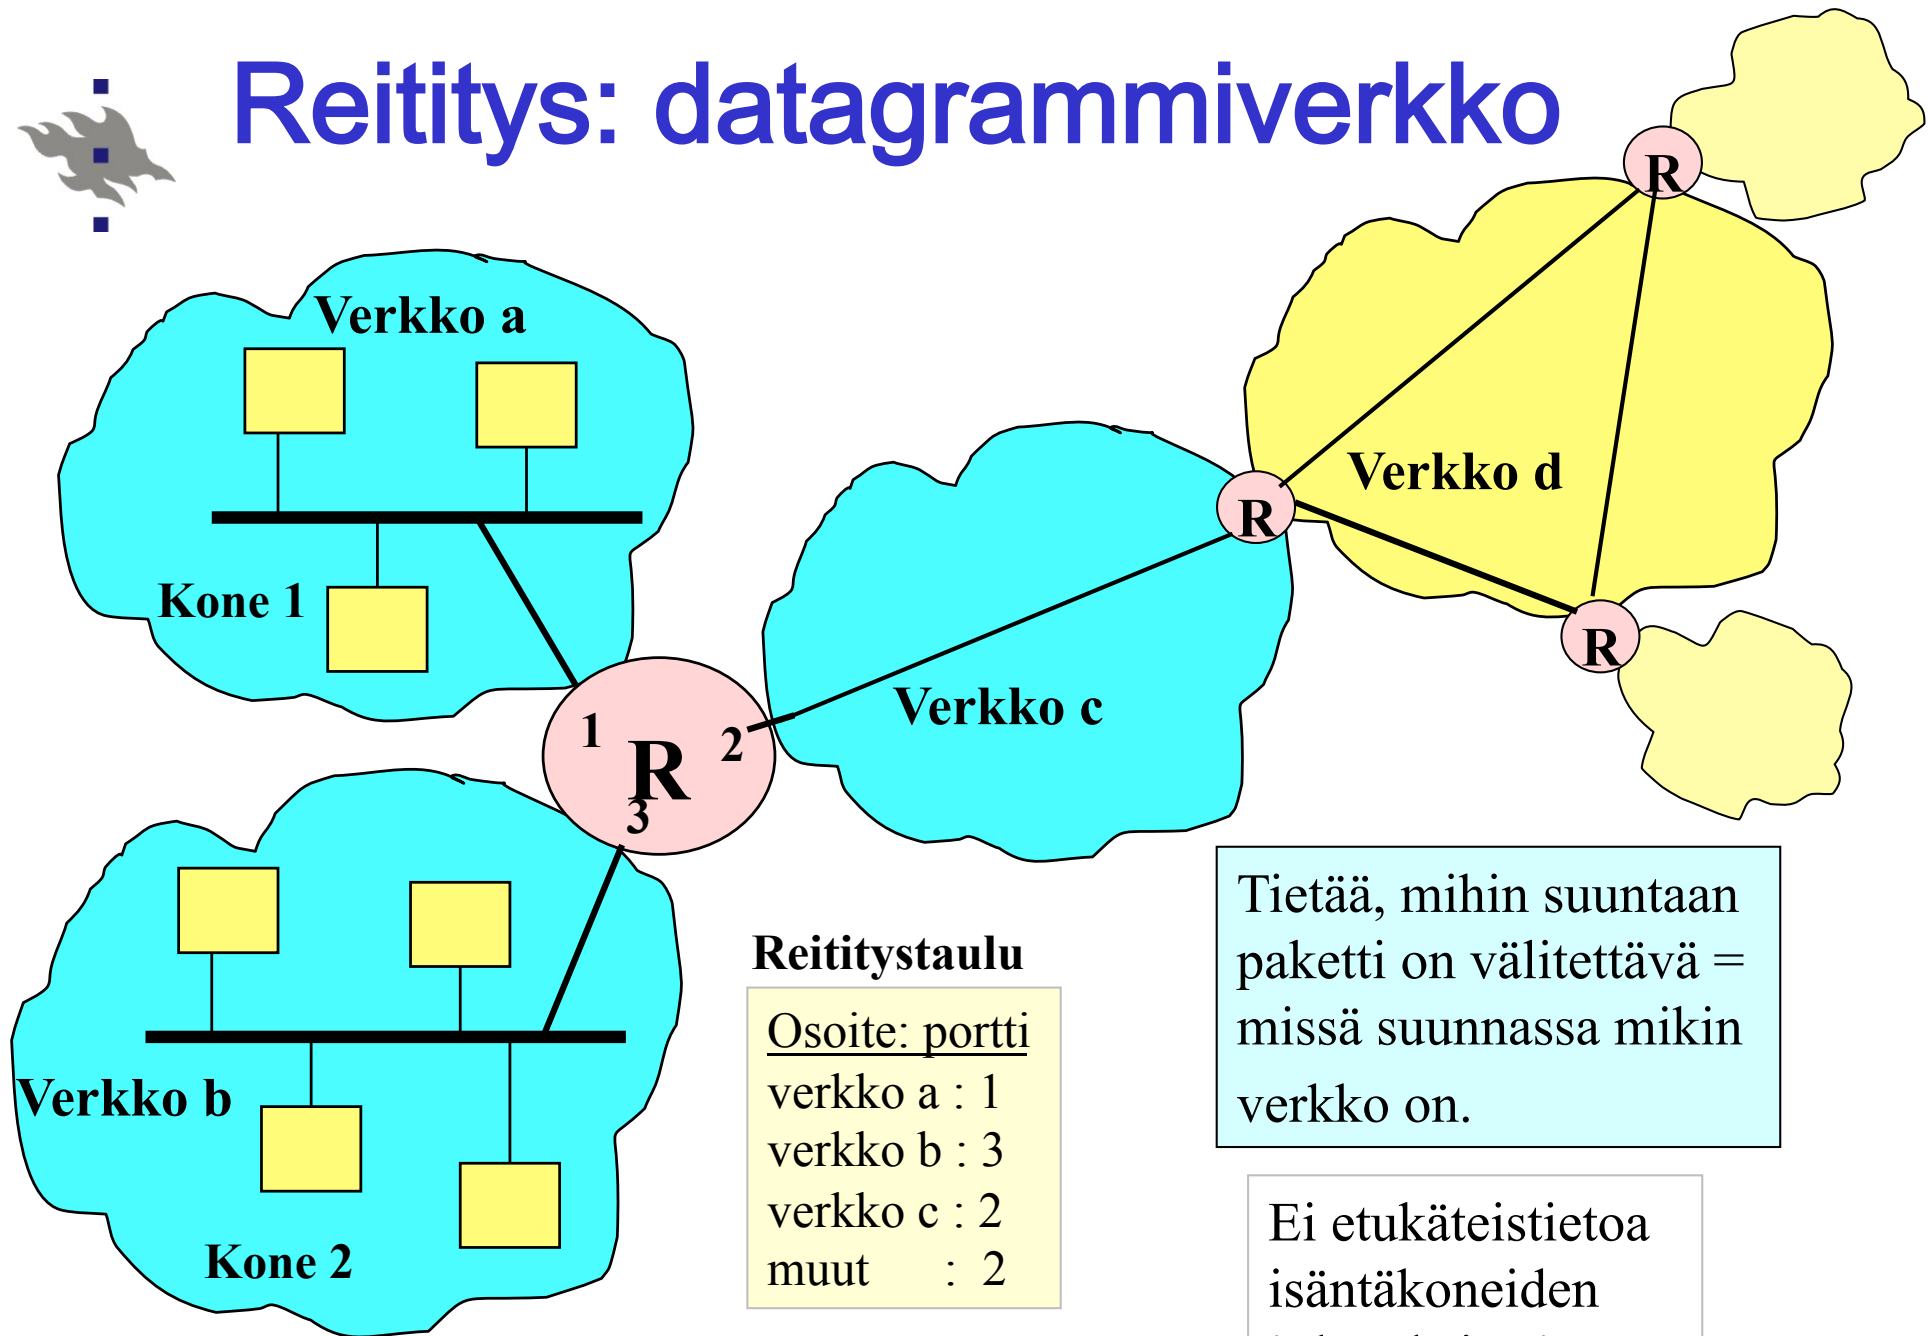 Reititys: datagrammiverkko
R
Verkko a
Verkko d
R
Kone 1
R
Verkko c
1
R
2
3
Verkko b
Kone 2
Reititystaulu
Osoite: portti
verkko a : 1
verkko b : 3
verkko c : 2
muut : 2
Tietää, mihin suuntaan
paketti on välitettävä =
missä suunnassa mikin
verkko on.
Ei etukäteistietoa
isäntäkoneiden